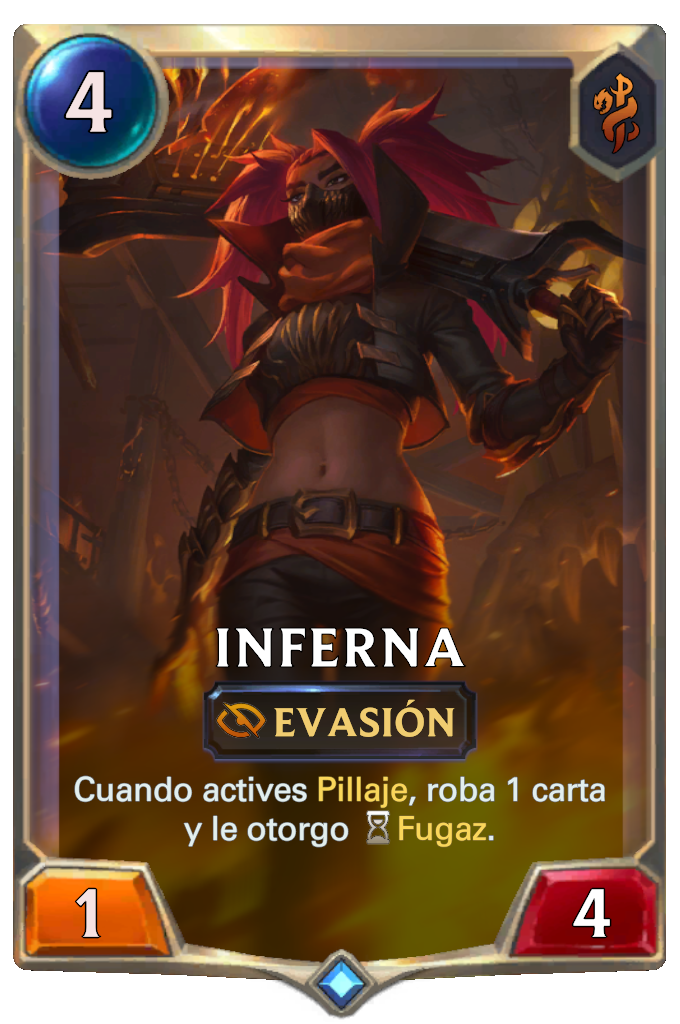 4
INFERNA
EVASIÓN
Cuando actives Pillaje, roba 1 carta
y le otorgo Fugaz.
1
4